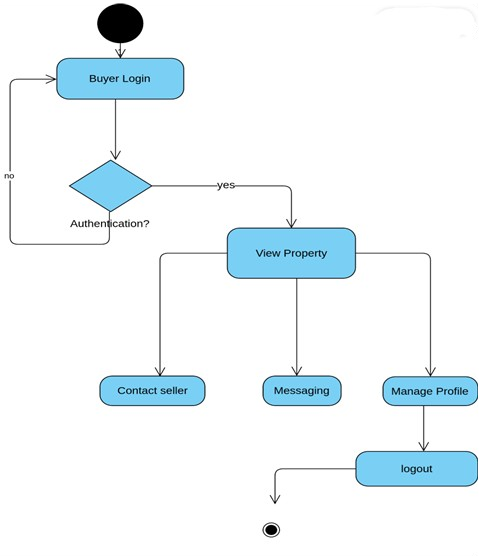 Buyer Login
no
yes
Authentication?
View Property
Contact seller
Messaging
Manage Profile
logout